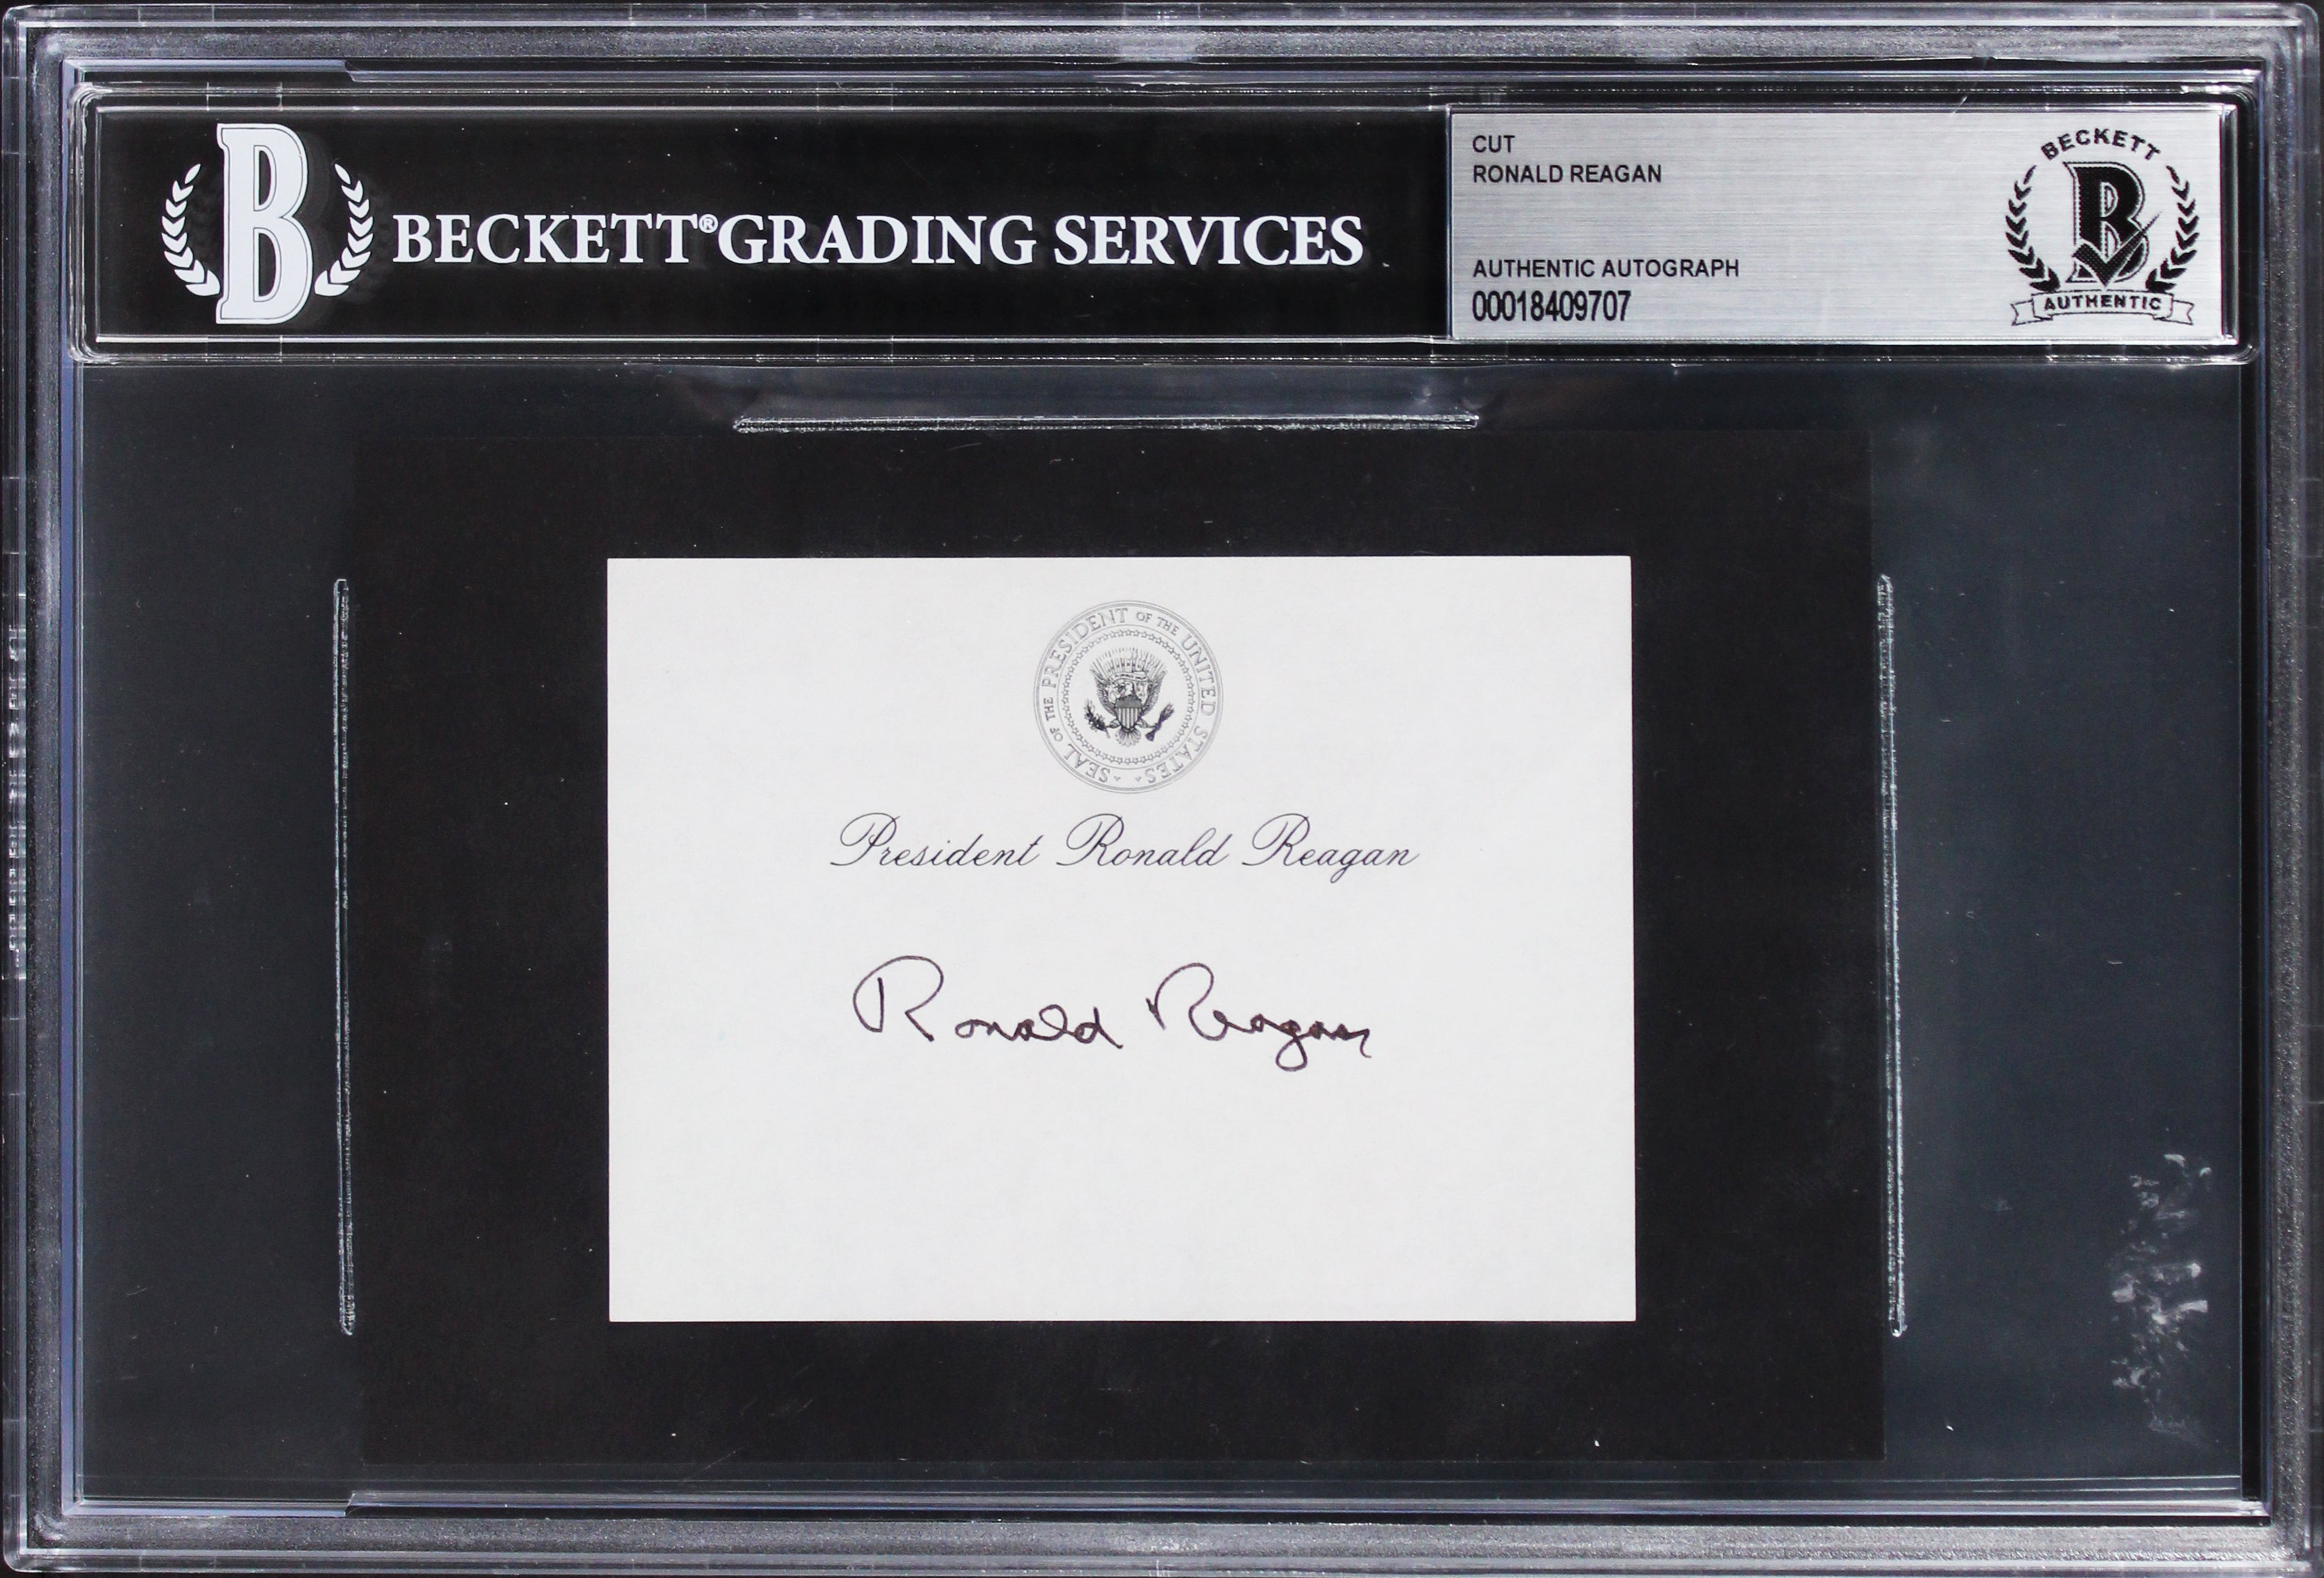 B
BECKETT® GRADING SERVICES
CUT
RONALD REAGAN
AUTHENTIC AUTOGRAPH
00018409707
BECKETT
B
AUTHENTIC
SEAL OF THE PRESIDENT OF THE UNITED STATES
President Ronald Reagan
Ronald Reagan